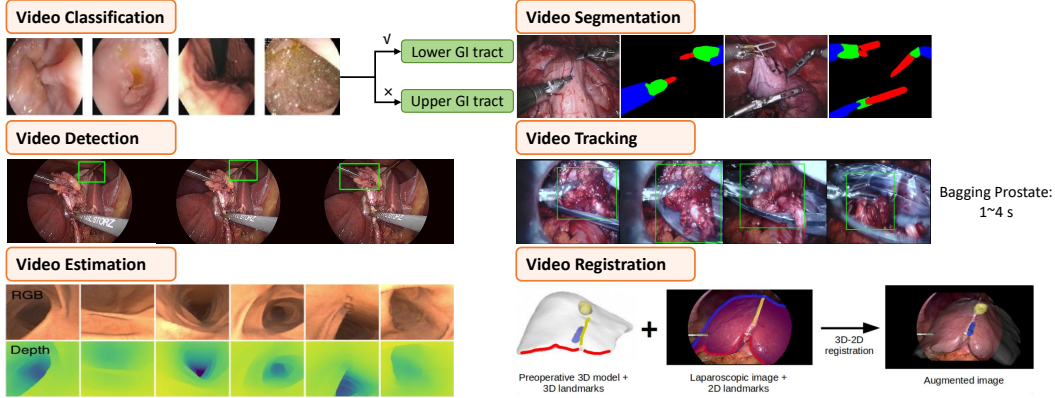 Video Classification
√
Lower GI tract
×
Upper GI tract
Video Segmentation
Video Detection
STORZ
Video Tracking
Bagging Prostate:
1~4 s
Video Estimation
RGB
Depth
Video Registration
+
3D-2D
registration
Preoperative 3D model +
3D landmarks
Laparoscopic image +
2D landmarks
Augmented image